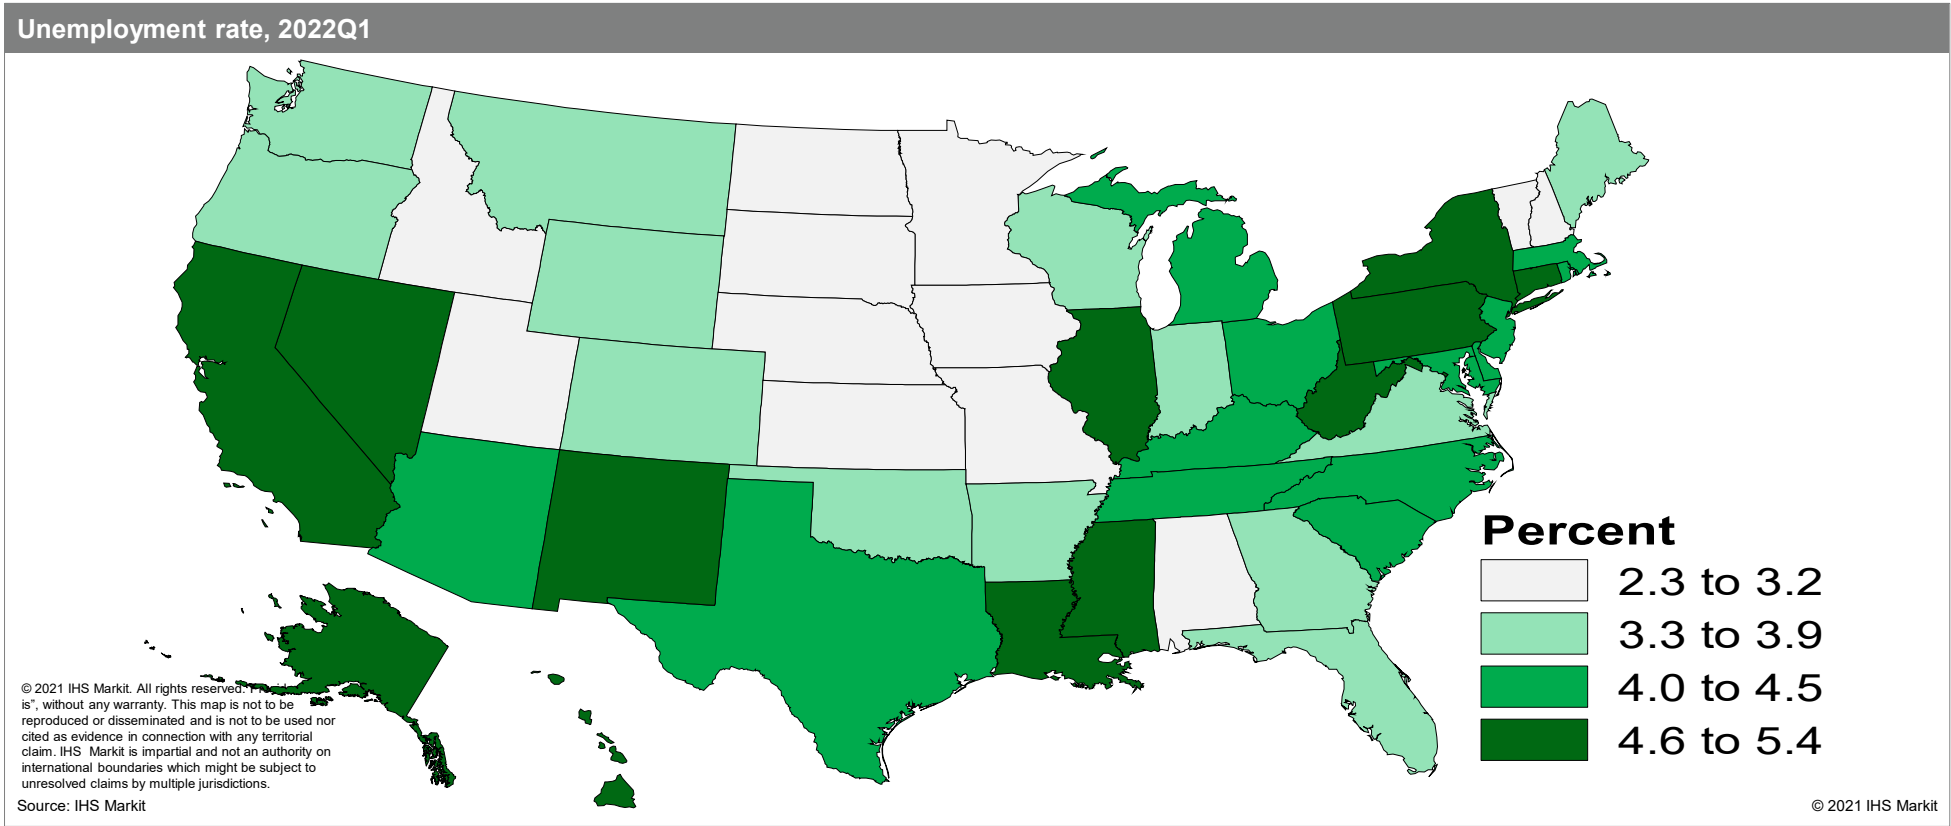 Unemployment rate, 2022Q1
Percent
2.3 to 3.2
3.3 to 3.9
4.0 to 4.5
4.6 to 5.4
© 2021 IHS Markit. All rights reserved.
is”, without any warranty. This map is not to be
reproduced or disseminated and is not to be used nor
cited as evidence in connection with any territorial
claim. IHS Markit is impartial and not an authority on
international boundaries which might be subject to
unresolved claims by multiple jurisdictions.
Source: IHS Markit
© 2021 IHS Markit